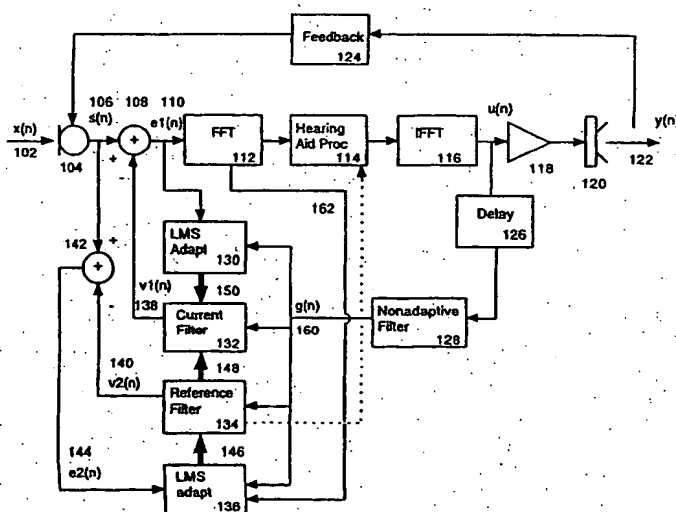 Feedback
124
106
108
110
s(n)
e1(n)
x(n)
102
104
+
+
-
FFT
112
Hearing
Aid Proc
114
IFFT
116
u(n)
118
120
y(n)
122
162
Delay
126
142
+
+
-
LMS
Adapt
130
150
v1(n)
138
Current
Filter
132
g(n)
160
Nonadaptive
Filter
128
148
140
v2(n)
Reference
Filter
134
146
144
e2(n)
LMS
adapt
136